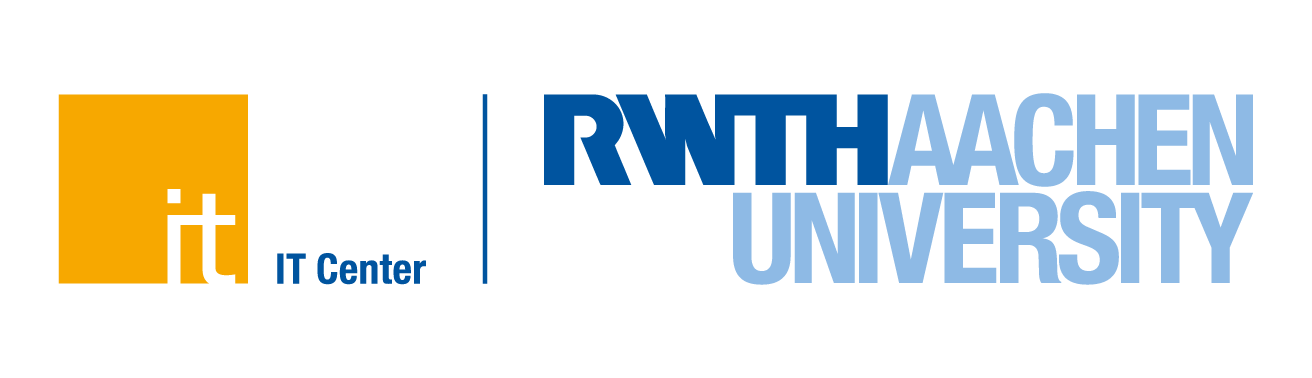 it
IT Center
RWTHAACHEN
UNIVERSITY